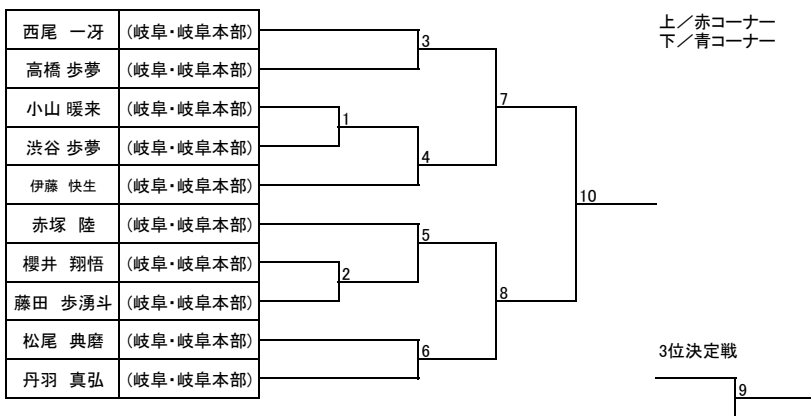 西尾　一冴 (岐阜・岐阜本部)
高橋 歩夢 (岐阜・岐阜本部)
小山 暖来 (岐阜・岐阜本部)
渋谷 歩夢 (岐阜・岐阜本部)
伊藤　快生 (岐阜・岐阜本部)
赤塚　陸 (岐阜・岐阜本部)
櫻井　翔悟 (岐阜・岐阜本部)
藤田　歩湧斗 (岐阜・岐阜本部)
松尾　典磨 (岐阜・岐阜本部)
丹羽　真弘 (岐阜・岐阜本部)
1
2
3
4
5
6
7
8
10
上／赤コーナー
下／青コーナー
3位決定戦
9